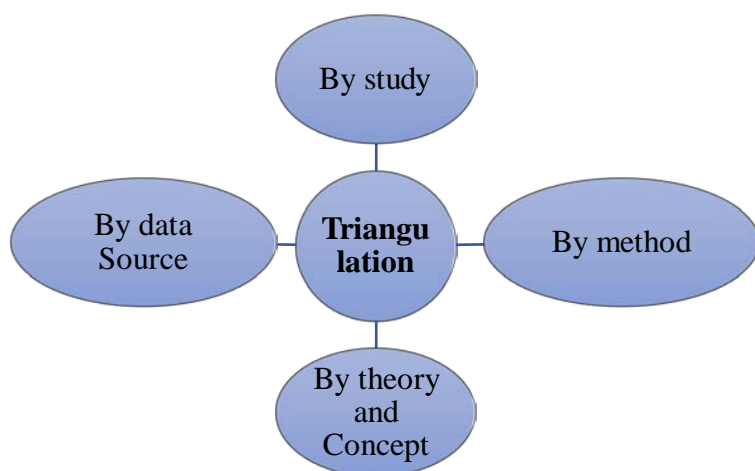 By study
By data
Source
Triangu
lation
By method
By theory
and
Concept